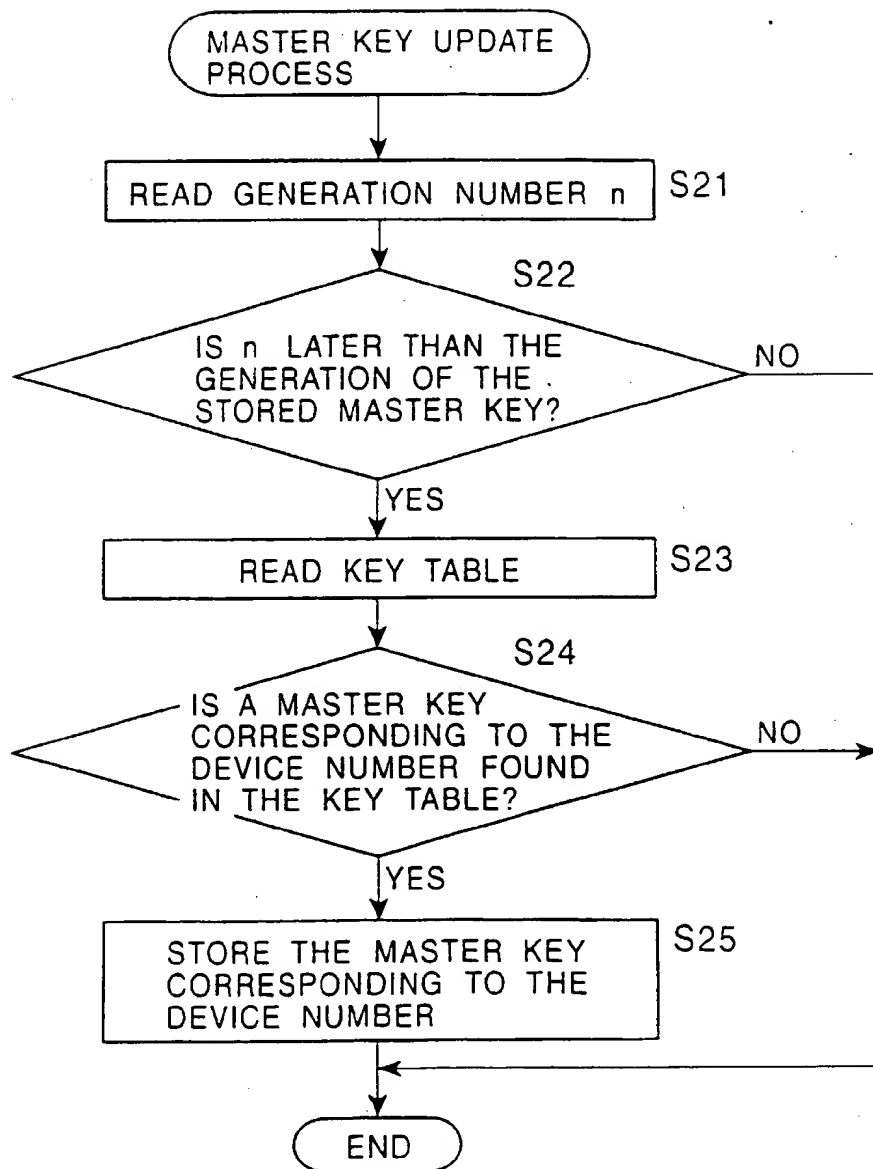 MASTER KEY UPDATE
PROCESS
READ GENERATION NUMBER n
S21
S22
IS n LATER THAN THE
GENERATION OF THE
STORED MASTER KEY?
NO
YES
READ KEY TABLE
S23
S24
IS A MASTER KEY
CORRESPONDING TO THE
DEVICE NUMBER FOUND
IN THE KEY TABLE?
NO
YES
STORE THE MASTER KEY
CORRESPONDING TO THE
DEVICE NUMBER
S25
END